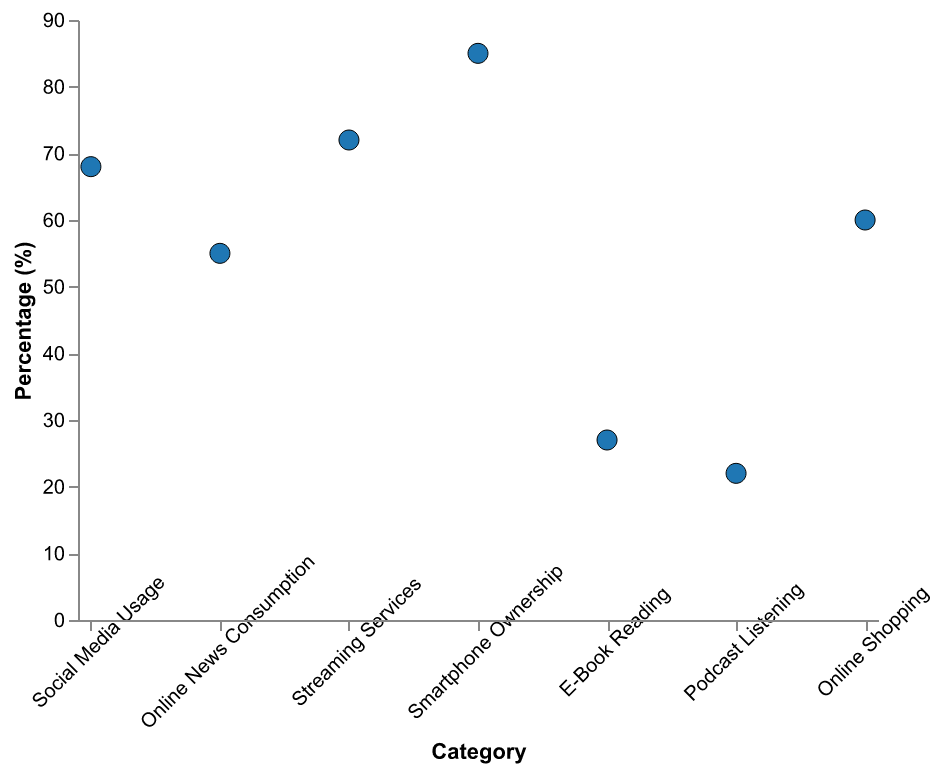 90
80
70
60
50
40
30
20
10
0
Percentage (%)
Social Media Usage
Online News Consumption
Streaming Services
Smartphone Ownership
E-Book Reading
Podcast Listening
Online Shopping
Category